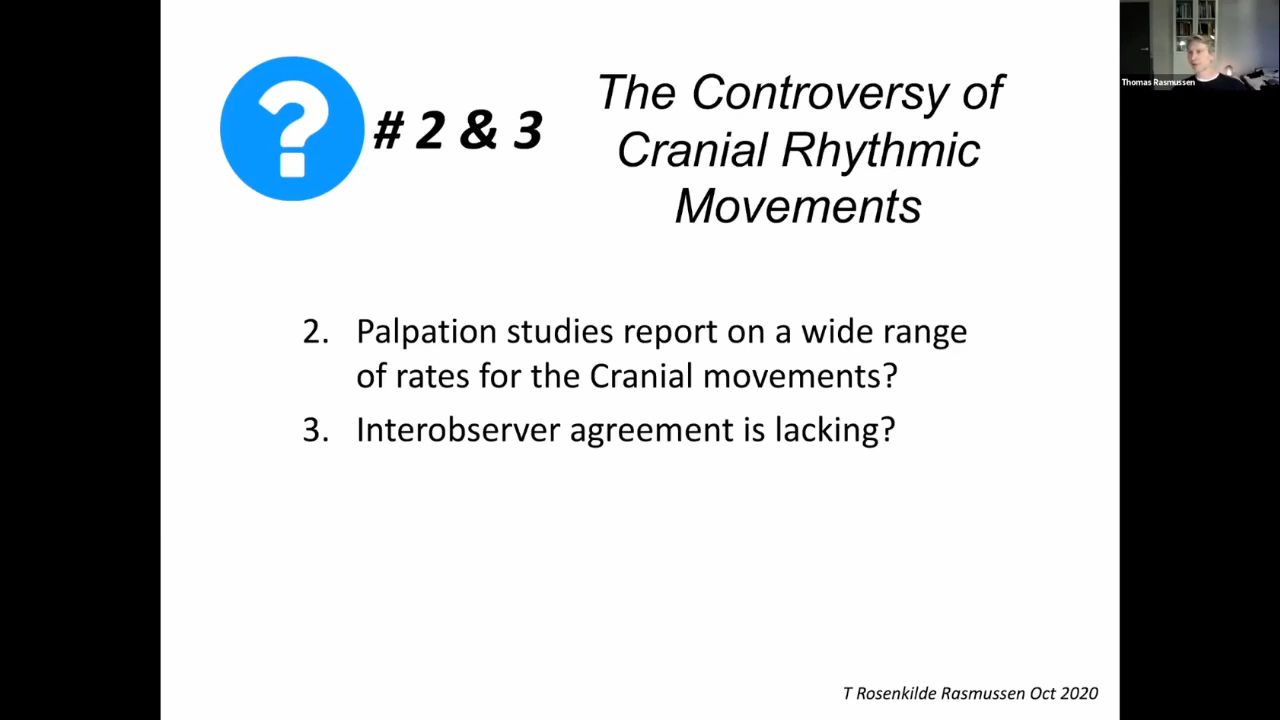 ?
# 2 & 3
The Controversy of
Cranial Rhythmic
Movements
2. Palpation studies report on a wide range
of rates for the Cranial movements?
3. Interobserver agreement is lacking?
T Rosenkilde Rasmussen Oct 2020
Thomas Rasmussen